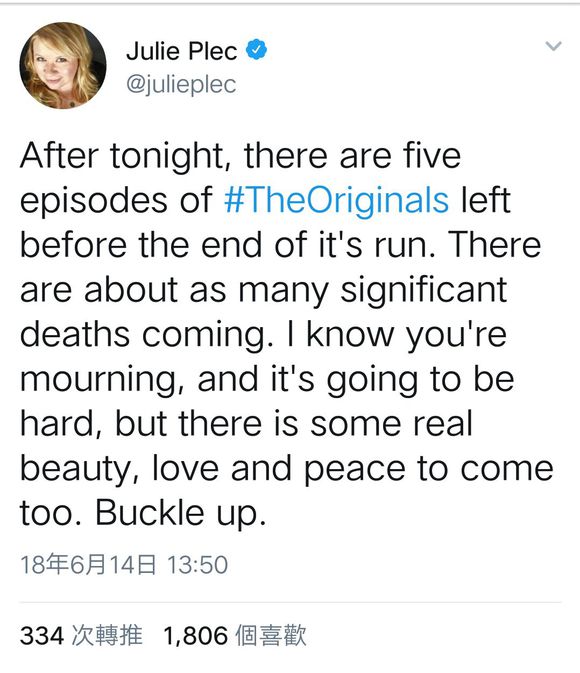 Julie Plec
@julieplec
After tonight, there are five
episodes of #TheOriginals left
before the end of it's run. There
are about as many significant
deaths coming. I know you're
mourning, and it's going to be
hard, but there is some real
beauty, love and peace to come
too. Buckle up.
18年6月14日 13:50
334 次轉推 1,806 個喜歡